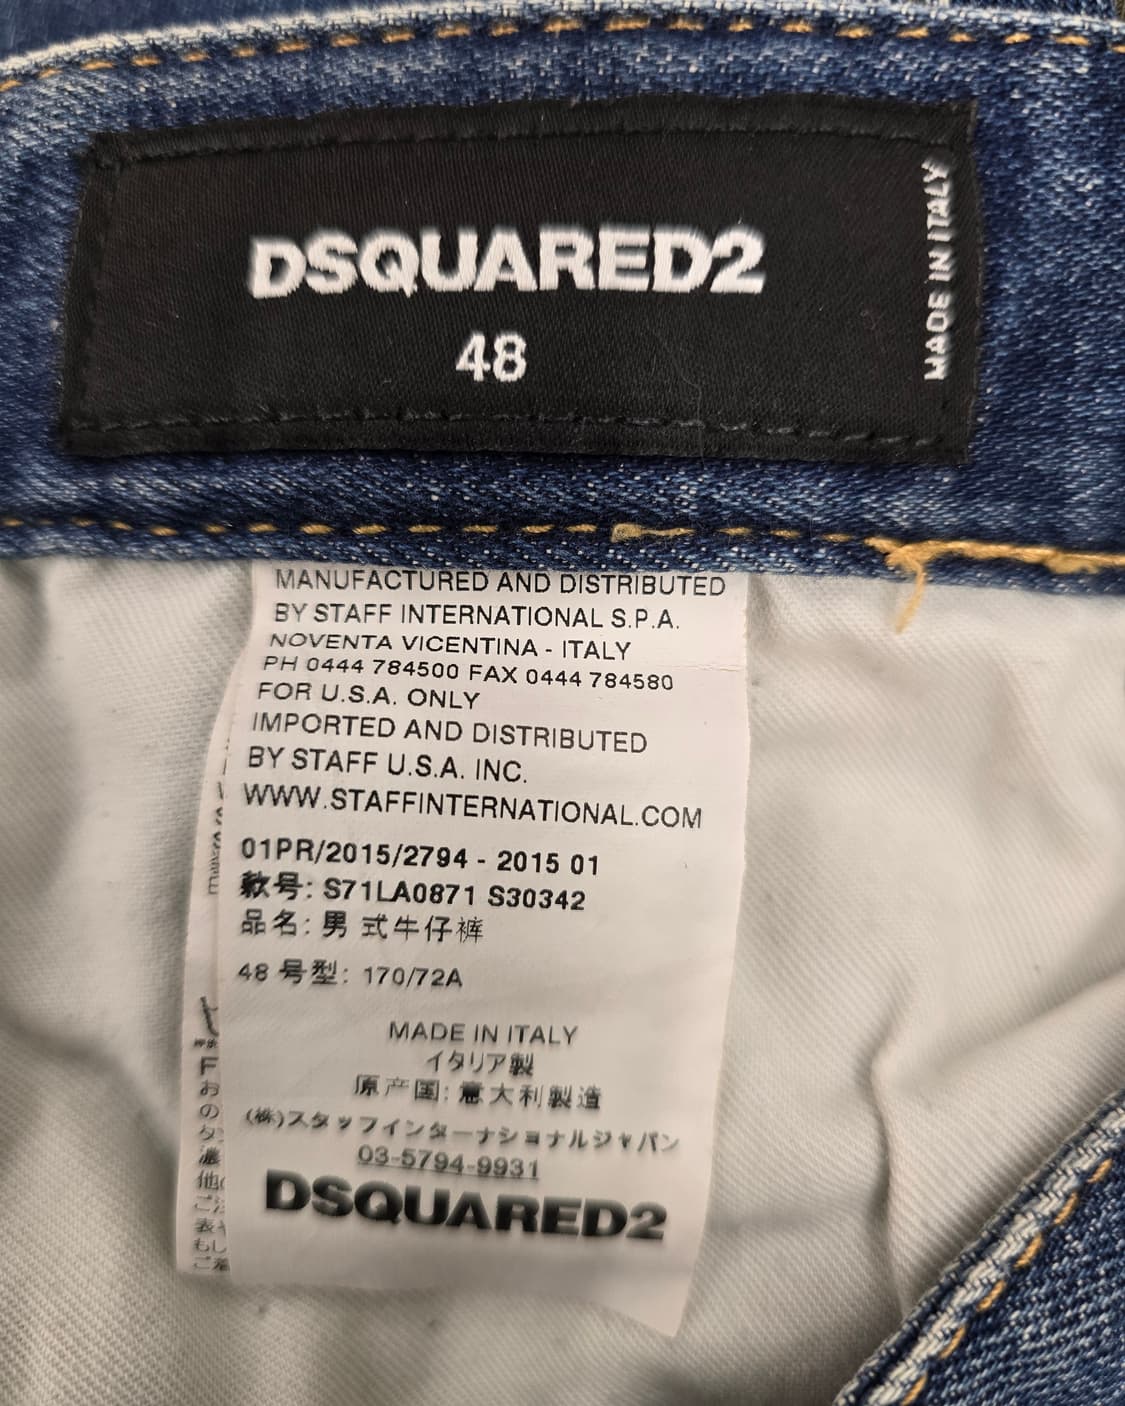 DSQUARED2
48
MADE IN ITALY
MANUFACTURED AND DISTRIBUTED
BY STAFF INTERNATIONAL S.P.A.
NOVENTA VICENTINA - ITALY
PH 0444 784500 FAX 0444 784580
FOR U.S.A. ONLY
IMPORTED AND DISTRIBUTED
BY STAFF U.S.A. INC.
WWW.STAFFINTERNATIONAL.COM
01PR/2015/2794 - 2015 01
款号: S71LA0871 S30342
品名: 男 式牛仔裤
48 号型: 170/72A
MADE IN ITALY
イタリア製
原产国: 意大利製造
(株)スタッフインターナショナルジャパン
03-5794-9931
DSQUARED2